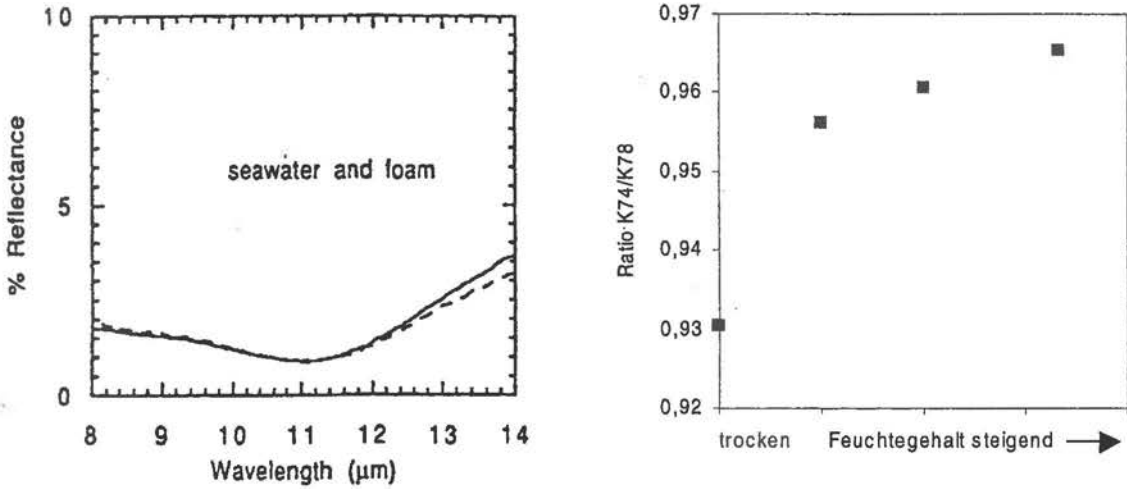 10
5
0
% Reflectance
seawater and foam
8 9 10 11 12 13 14
Wavelength (µm)
0,97
0,96
0,95
0,94
0,93
0,92
Ratio K74/K78
trocken Feuchtegehalt steigend